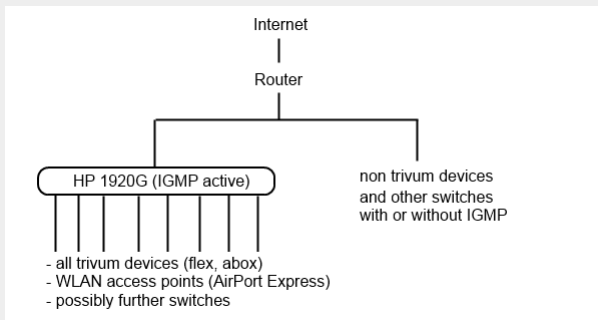 Internet
Router
HP 1920G (IGMP active)
non trivum devices
and other switches
with or without IGMP
- all trivum devices (flex, abox)
- WLAN access points (AirPort Express)
- possibly further switches